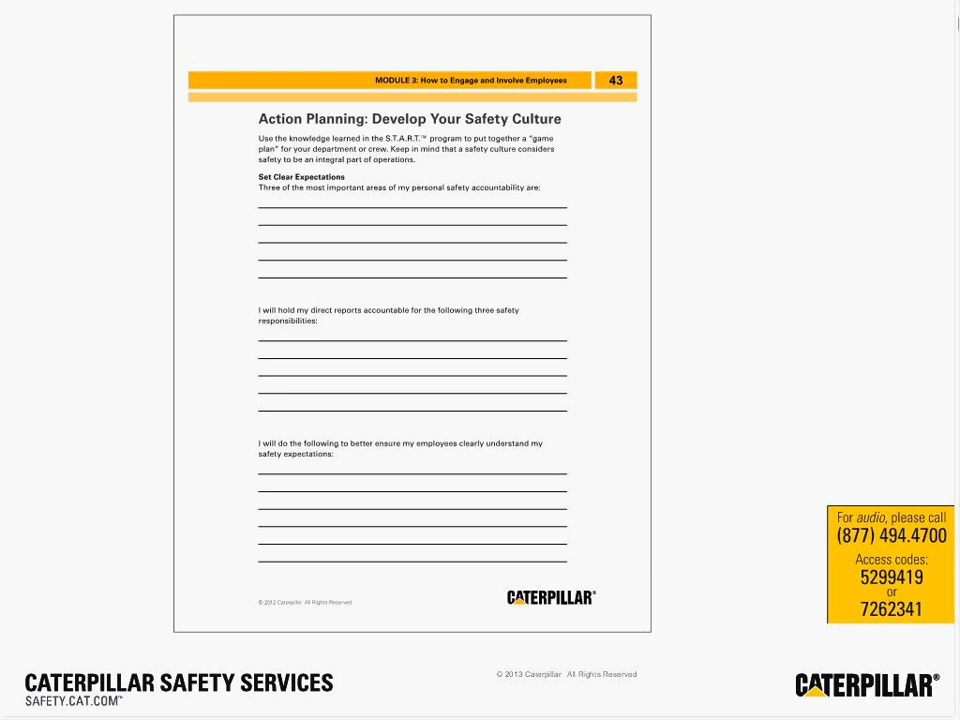 MODULE 3: How to Engage and Involve Employees 43
Action Planning: Develop Your Safety Culture
Use the knowledge learned in the S.T.A.R.T.™ program to put together a "game
plan" for your department or crew. Keep in mind that a safety culture considers
safety to be an integral part of operations.
Set Clear Expectations
Three of the most important areas of my personal safety accountability are:
I will hold my direct reports accountable for the following three safety
responsibilities:
I will do the following to better ensure my employees clearly understand my
safety expectations:
© 2012 Caterpillar All Rights Reserved
CATERPILLAR®
For audio, please call
(877) 494.4700
Access codes:
5299419
or
7262341
CATERPILLAR SAFETY SERVICES
SAFETY.CAT.COM™
© 2013 Caterpillar All Rights Reserved
CATERPILLAR®